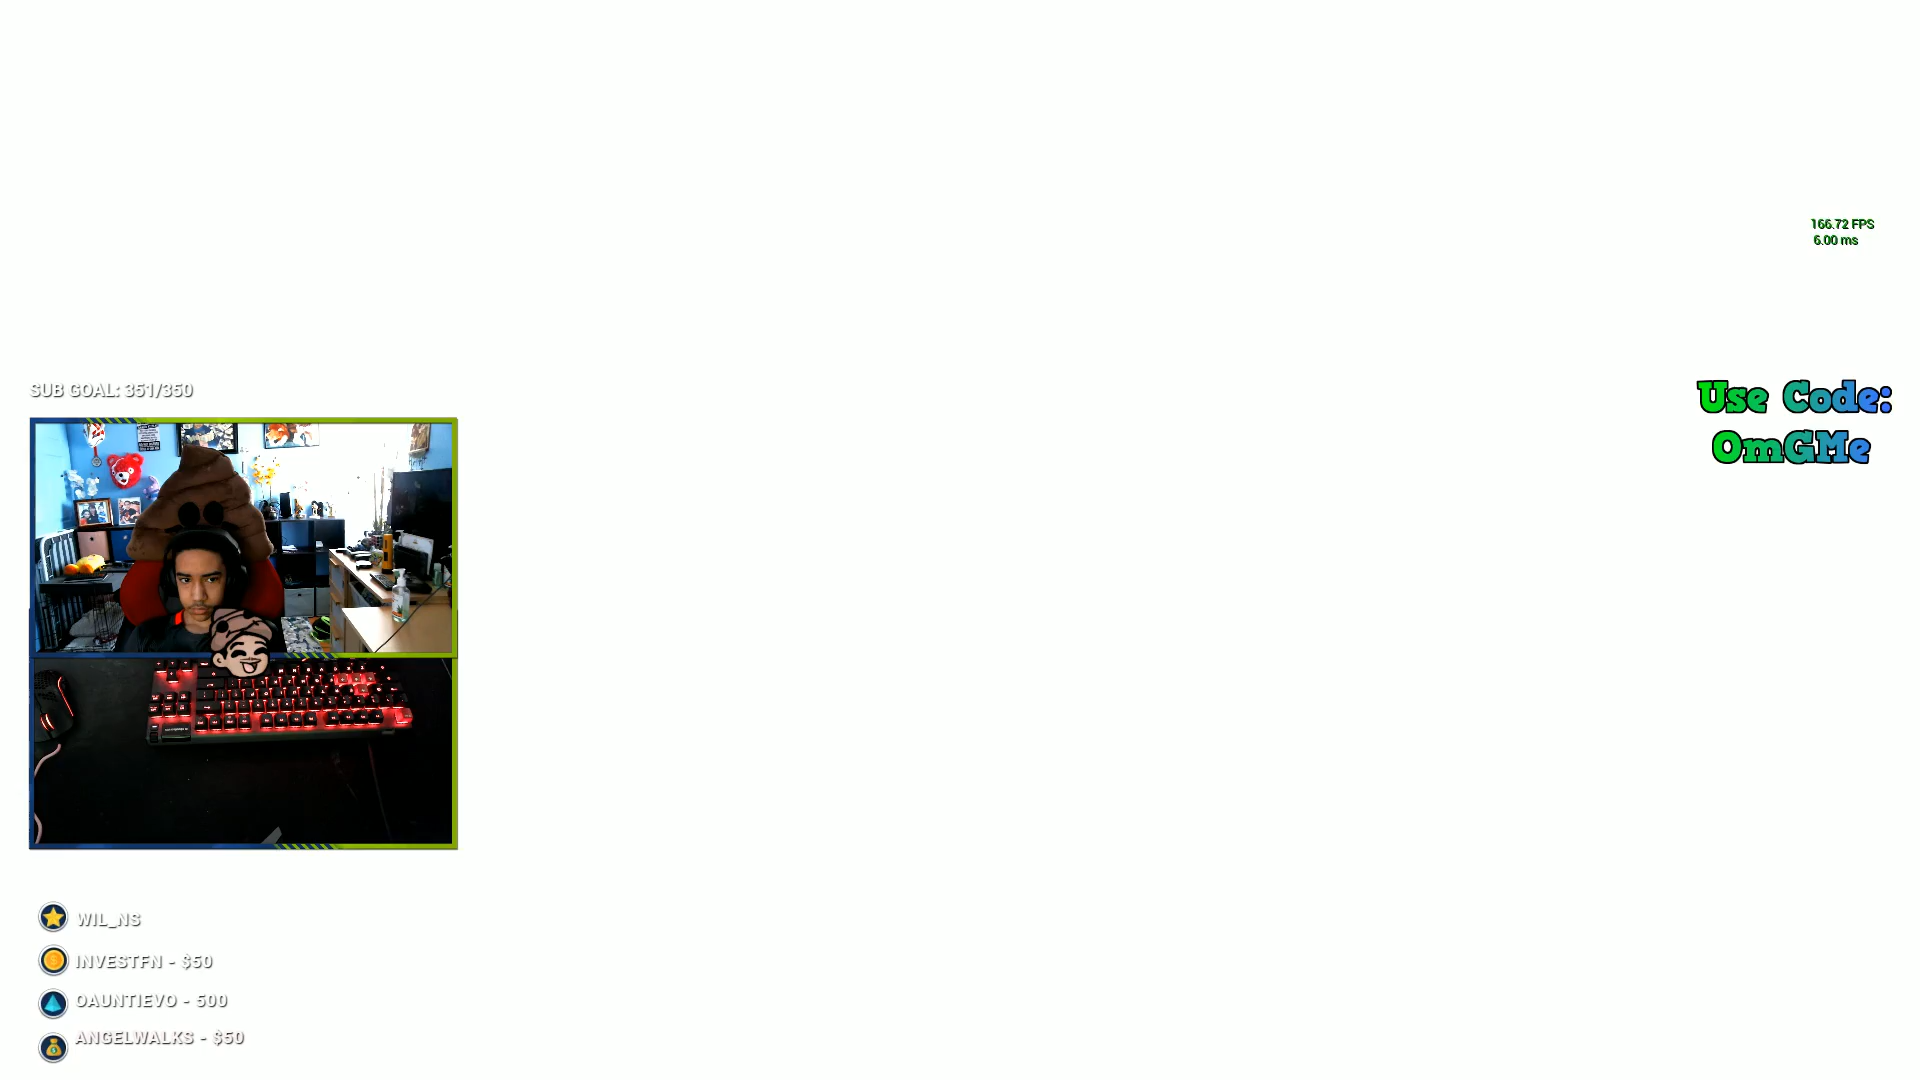 166.72 FPS
6.00 ms
SUB GOAL: 351/350
Use Code:
OmGMe
WIL_NS
INVESTFN - $50
OAUNTIEVO - 500
ANGELWALKS - $50